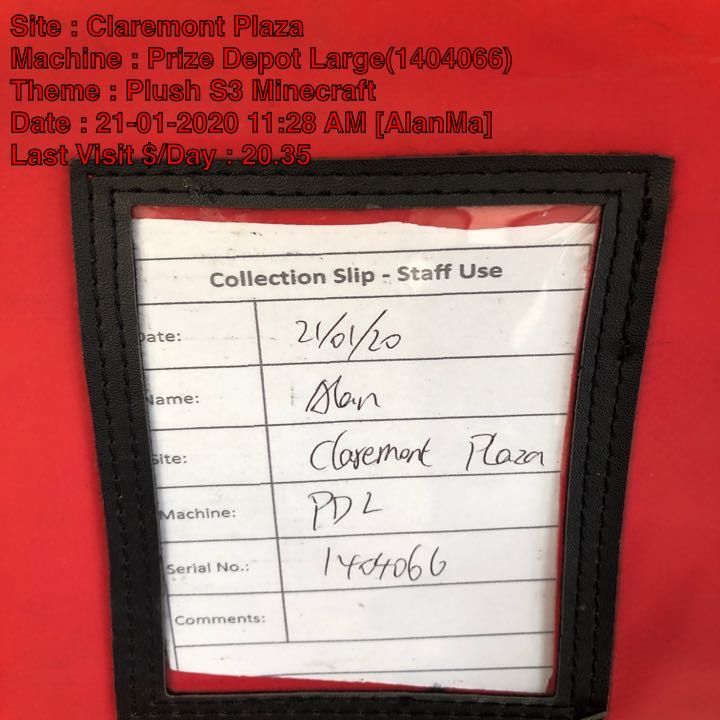 Site : Claremont Plaza
Machine : Prize Depot Large(1404066)
Theme : Plush S3 Minecraft
Date : 21-01-2020 11:28 AM [AlanMa]
Last Visit $/Day : 20.35
Collection Slip - Staff Use
Date: 21/01/20
Name: Alan
Site: Claremont Plaza
Machine: PDL
Serial No.: 1404066
Comments: